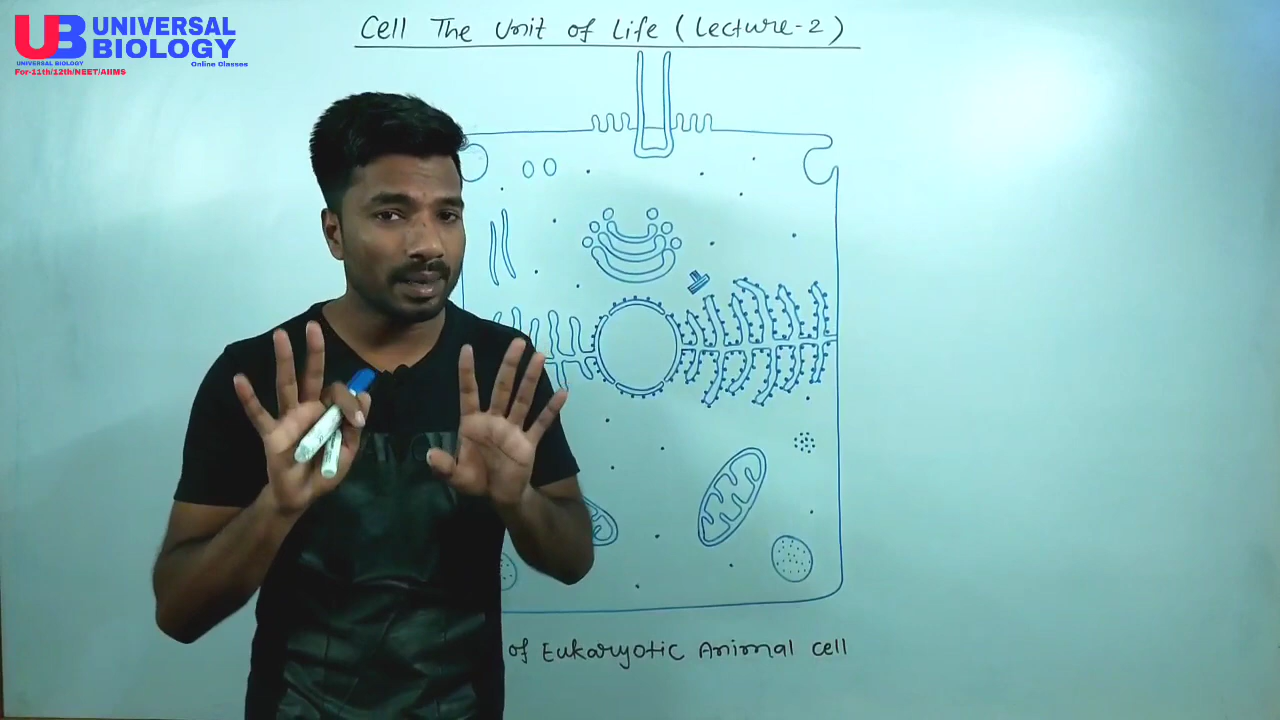 UB UNIVERSAL BIOLOGY
UNIVERSAL BIOLOGY Online Classes
For-11th/12th/NEET/AIIMS
Cell The Unit of Life (Lecture-2)
of Eukaryotic Animal cell